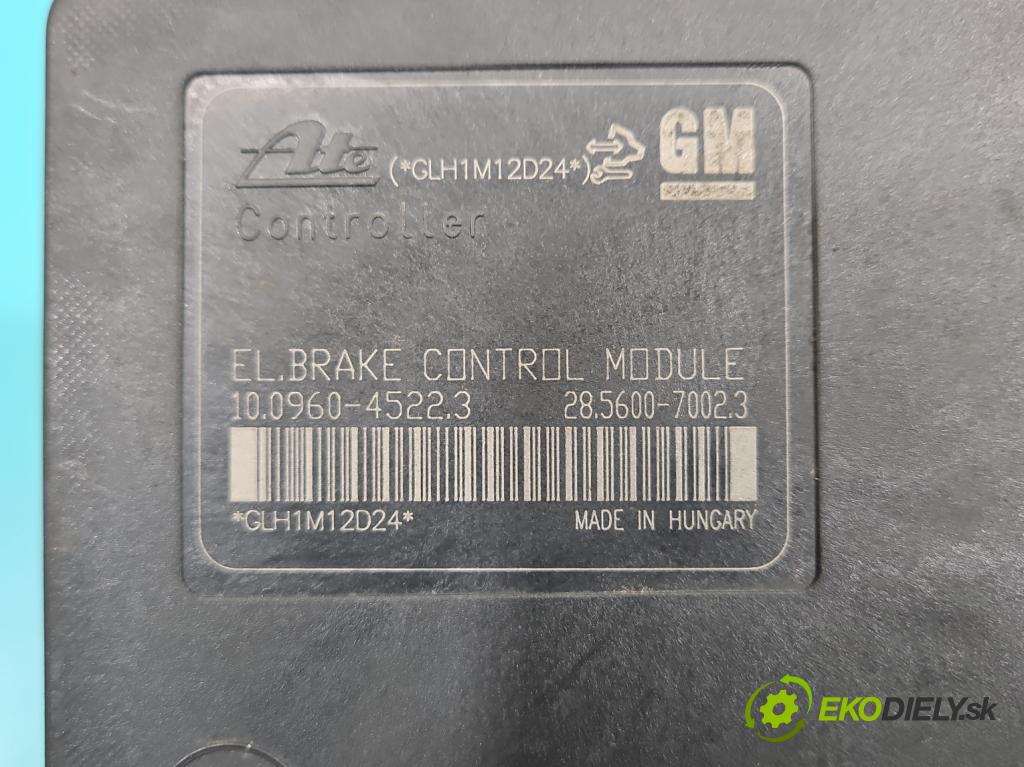 Ate (*GLH1M12D24*) GM
Controller
EL.BRAKE CONTROL MODULE
10.0960-4522.3 28.5600-7002.3
*GLH1M12D24* MADE IN HUNGARY
EKODIELY.sk